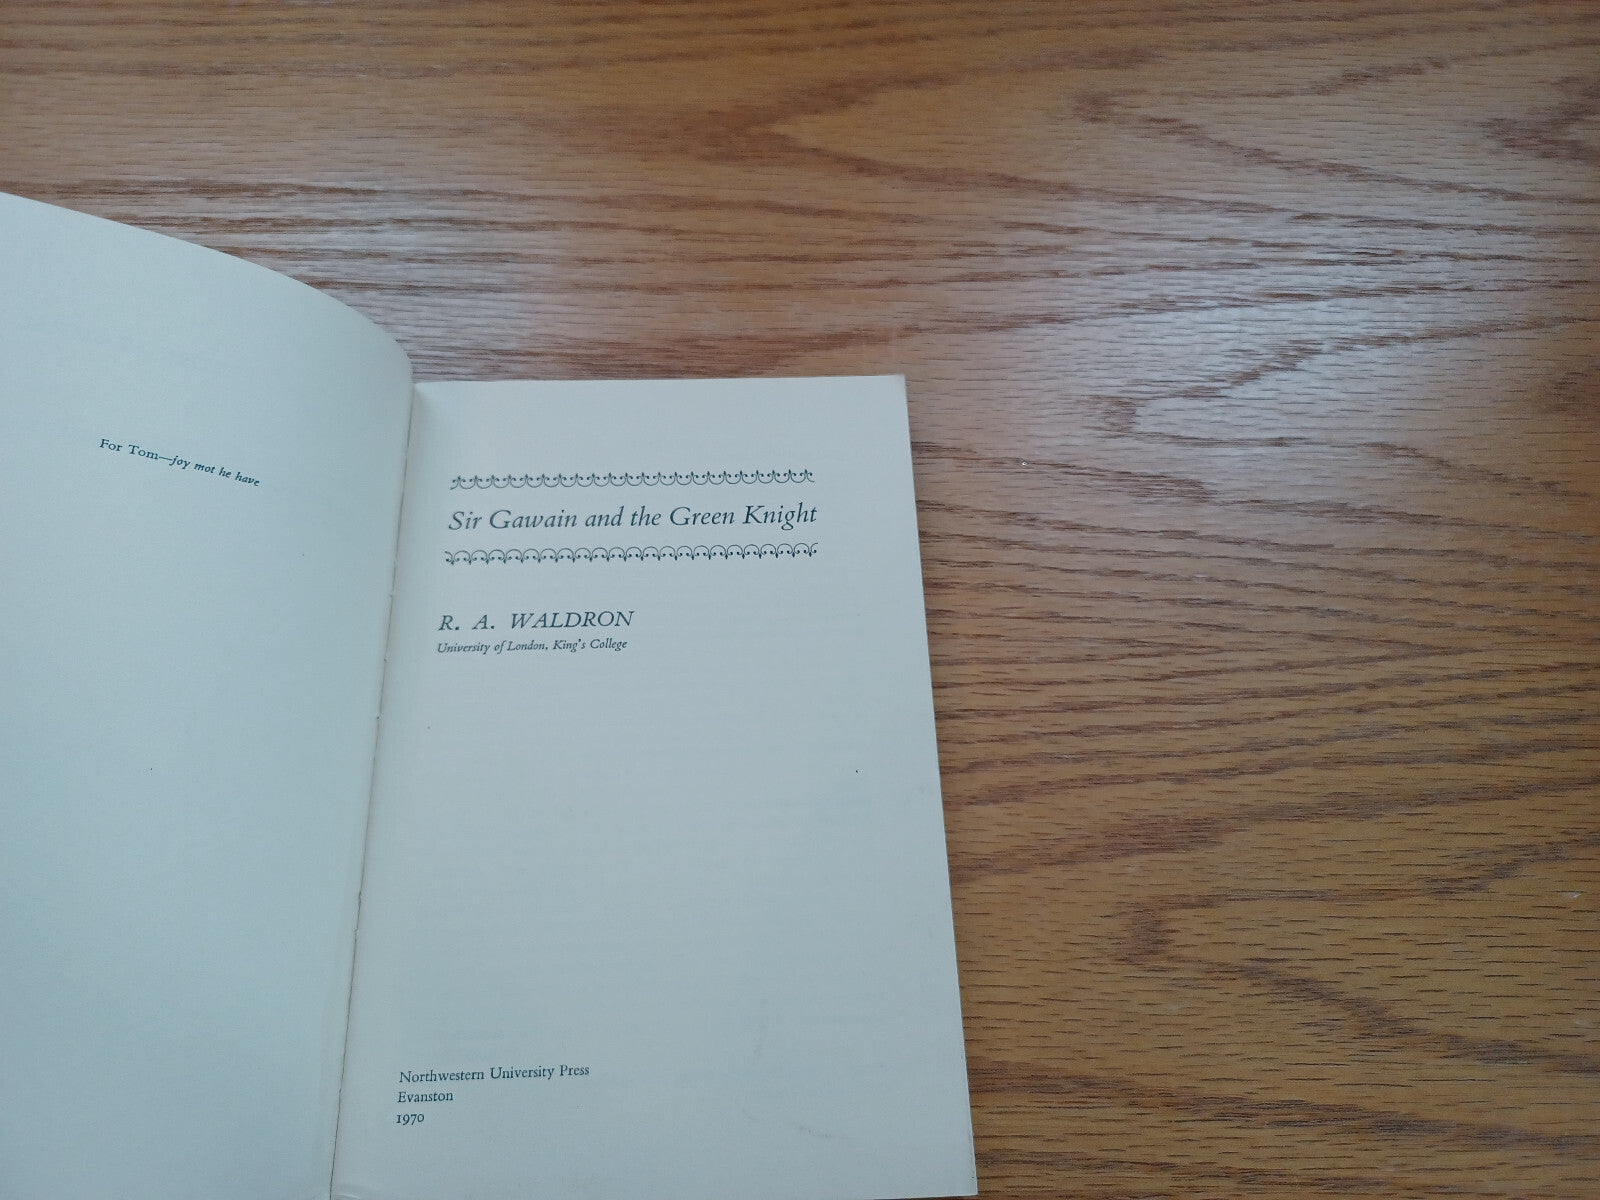 For Tom—joy mot he have
Sir Gawain and the Green Knight
R. A. WALDRON
University of London, King's College
Northwestern University Press
Evanston
1970